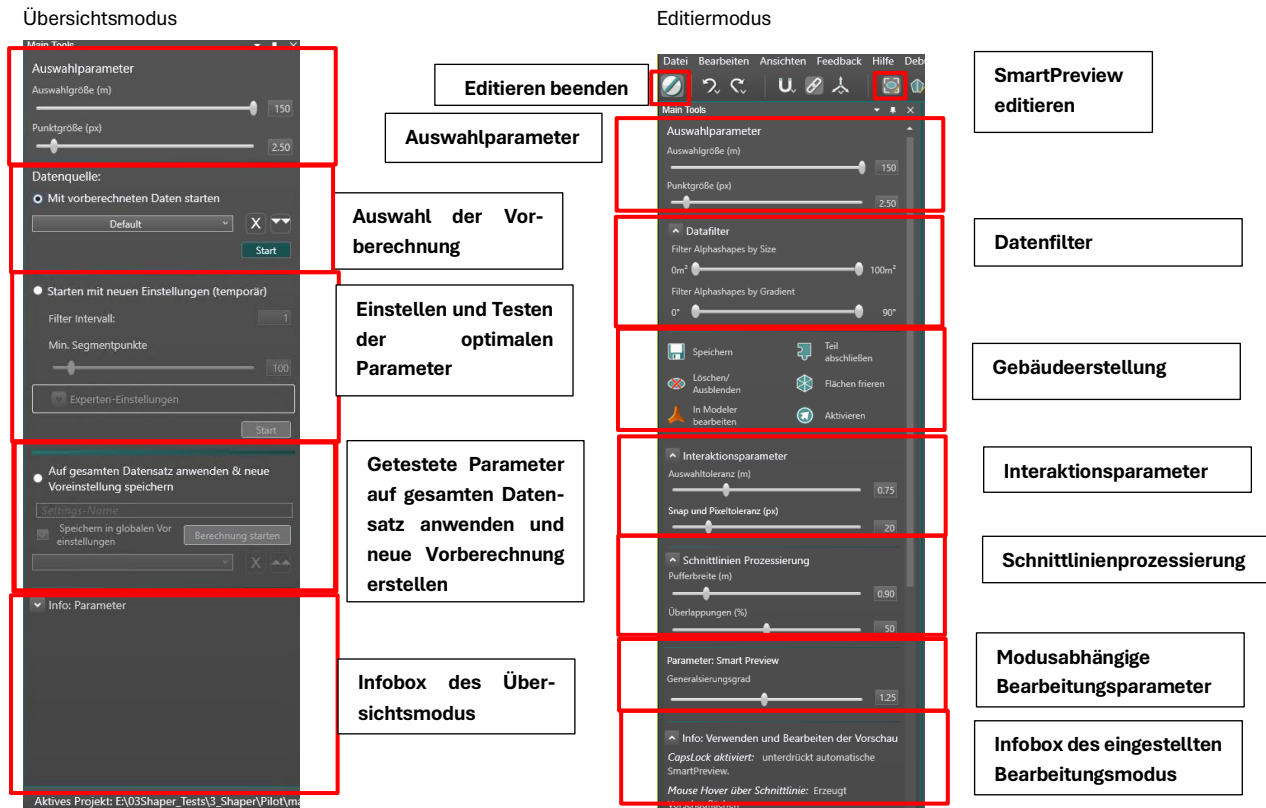 Übersichtsmodus
Main Tools
Auswahlparameter
Auswahlgröße (m)
150
Punktgröße (px)
2.50
Datenquelle:
Mit vorberechneten Daten starten
Default
X
Start
Starten mit neuen Einstellungen (temporär)
Filter Intervall:
1
Min. Segmentpunkte
100
Experten-Einstellungen
Start
Auf gesamten Datensatz anwenden & neue
Voreinstellung speichern
Settings-Name
Speichern in globalen Vor
einstellungen
Berechnung starten
X
Info: Parameter
Aktives Projekt: E:\03Shaper_Tests\3_Shaper\Pilot\ma
Auswahl der Vor-
berechnung
Einstellen und Testen
der optimalen
Parameter
Getestete Parameter
auf gesamten Daten-
satz anwenden und
neue Vorberechnung
erstellen
Infobox des Über-
sichtsmodus
Editiermodus
Editieren beenden
Auswahlparameter
Datei Bearbeiten Ansichten Feedback Hilfe Debu
Main Tools
Auswahlparameter
Auswahlgröße (m)
150
Punktgröße (px)
2.50
Datafilter
Filter Alphashapes by Size
0m² 100m²
Filter Alphashapes by Gradient
0° 90°
Speichern
Teil
abschließen
Löschen/
Ausblenden
Flächen frieren
In Modeler
bearbeiten
Aktivieren
Interaktionsparameter
Auswahltoleranz (m)
0.75
Snap und Pixeltoleranz (px)
20
Schnittlinien Prozessierung
Pufferbreite (m)
0.90
Überlappungen (%)
50
Parameter: Smart Preview
Generalsierungsgrad
1.25
Info: Verwenden und Bearbeiten der Vorschau
CapsLock aktiviert: unterdrückt automatische
SmartPreview.
Mouse Hover über Schnittlinie: Erzeugt
SmartPreview
editieren
Datenfilter
Gebäudeerstellung
Interaktionsparameter
Schnittlinienprozessierung
Modusabhängige
Bearbeitungsparameter
Infobox des eingestellten
Bearbeitungsmodus